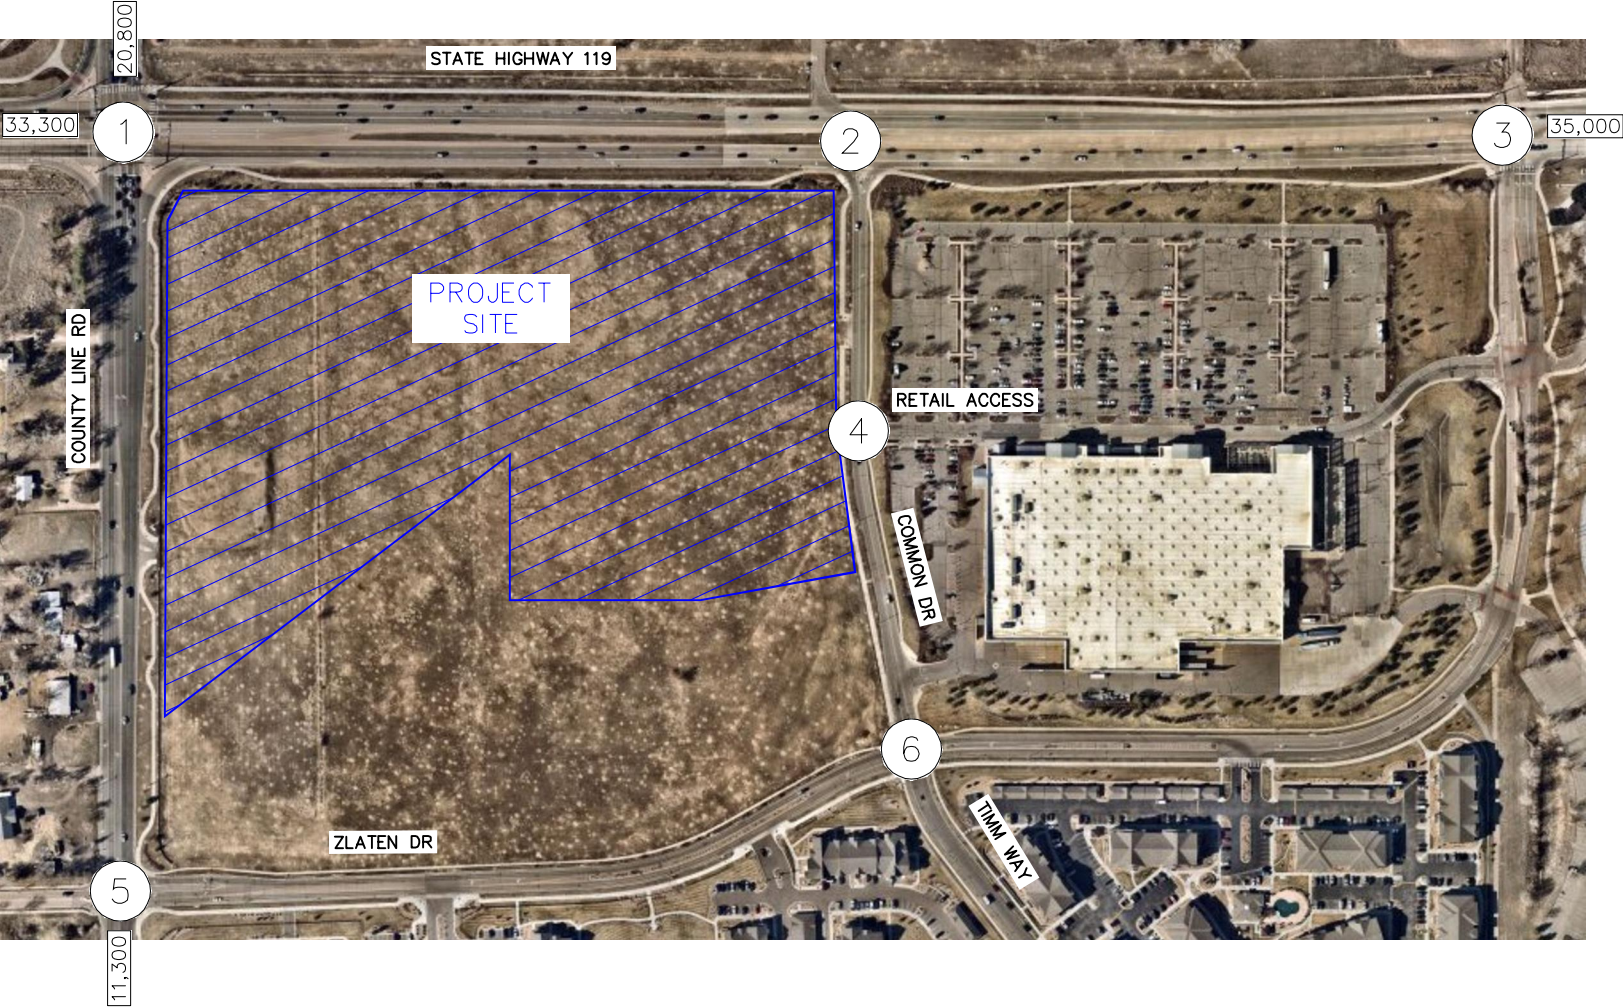 20,800
STATE HIGHWAY 119
33,300
1
2
3
35,000
PROJECT
SITE
COUNTY LINE RD
RETAIL ACCESS
4
COMMON DR
6
TIMM WAY
ZLATEN DR
5
11,300